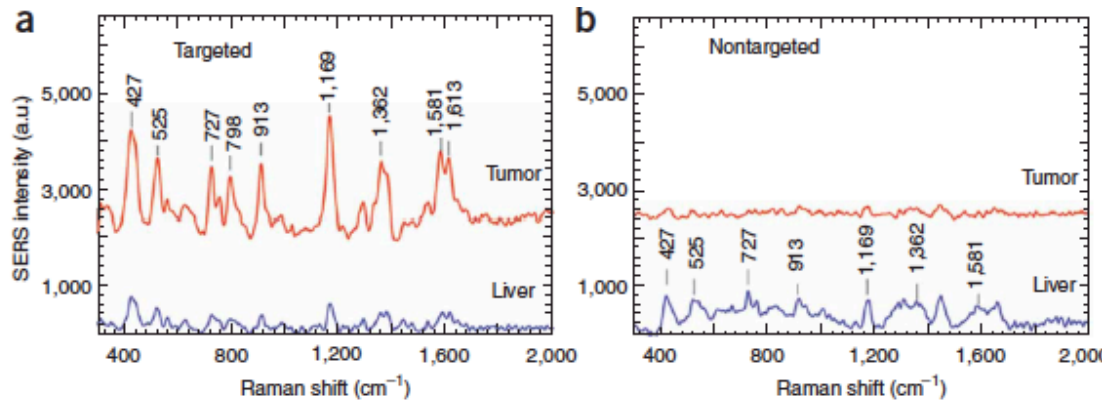 a
Targeted
SERS intensity (a.u.)
5,000
3,000
1,000
427
525
727
798
913
1,169
1,362
1,581
1,613
Tumor
Liver
400
800
1,200
1,600
2,000
Raman shift (cm⁻¹)
b
Nontargeted
5,000
3,000
1,000
Tumor
427
525
727
913
1,169
1,362
1,581
Liver
400
800
1,200
1,600
2,000
Raman shift (cm⁻¹)